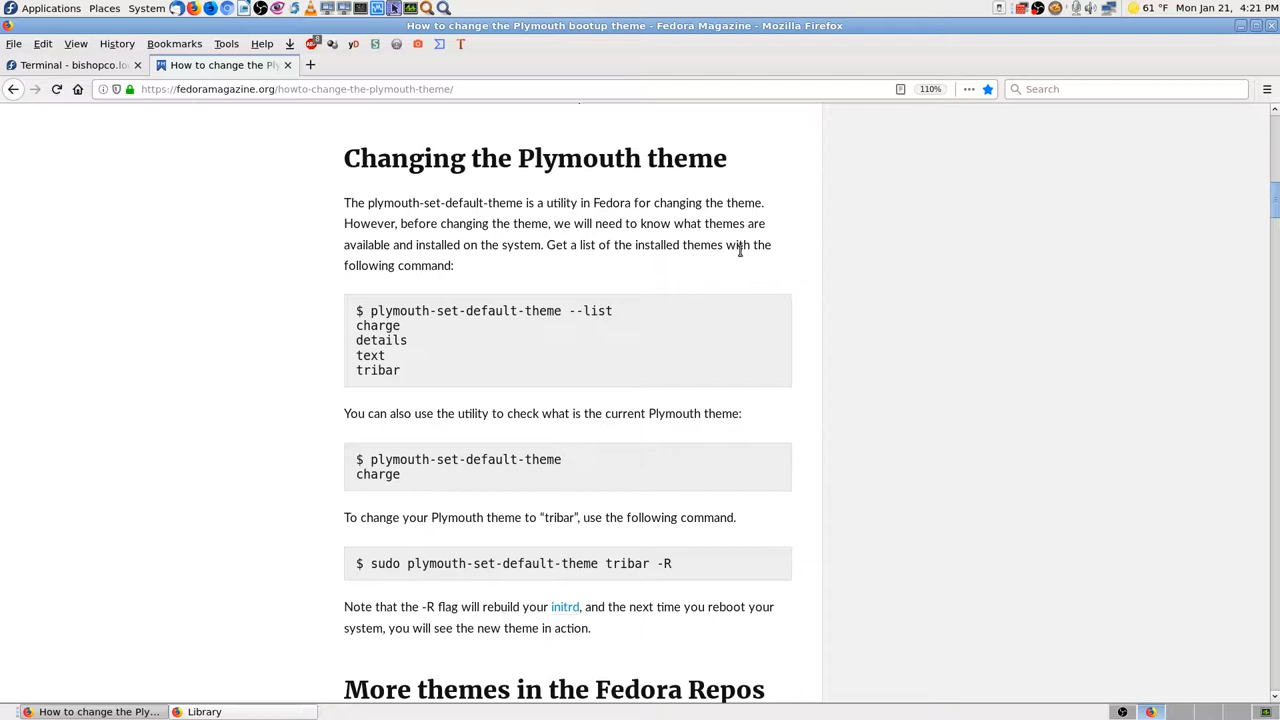 Applications Places System 61 °F Mon Jan 21, 4:21 PM
How to change the Plymouth bootup theme - Fedora Magazine - Mozilla Firefox
File Edit View History Bookmarks Tools Help
Terminal - bishopco.lo
How to change the Ply
https://fedoramagazine.org/howto-change-the-plymouth-theme/ 110% Search
Changing the Plymouth theme
The plymouth-set-default-theme is a utility in Fedora for changing the theme.
However, before changing the theme, we will need to know what themes are
available and installed on the system. Get a list of the installed themes with the
following command:
$ plymouth-set-default-theme --list
charge
details
text
tribar
You can also use the utility to check what is the current Plymouth theme:
$ plymouth-set-default-theme
charge
To change your Plymouth theme to “tribar”, use the following command.
$ sudo plymouth-set-default-theme tribar -R
Note that the -R flag will rebuild your initrd, and the next time you reboot your
system, you will see the new theme in action.
More themes in the Fedora Repos
How to change the Ply... Library